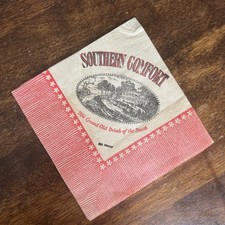 SOUTHERN COMFORT
The Grand Old Drink of the South